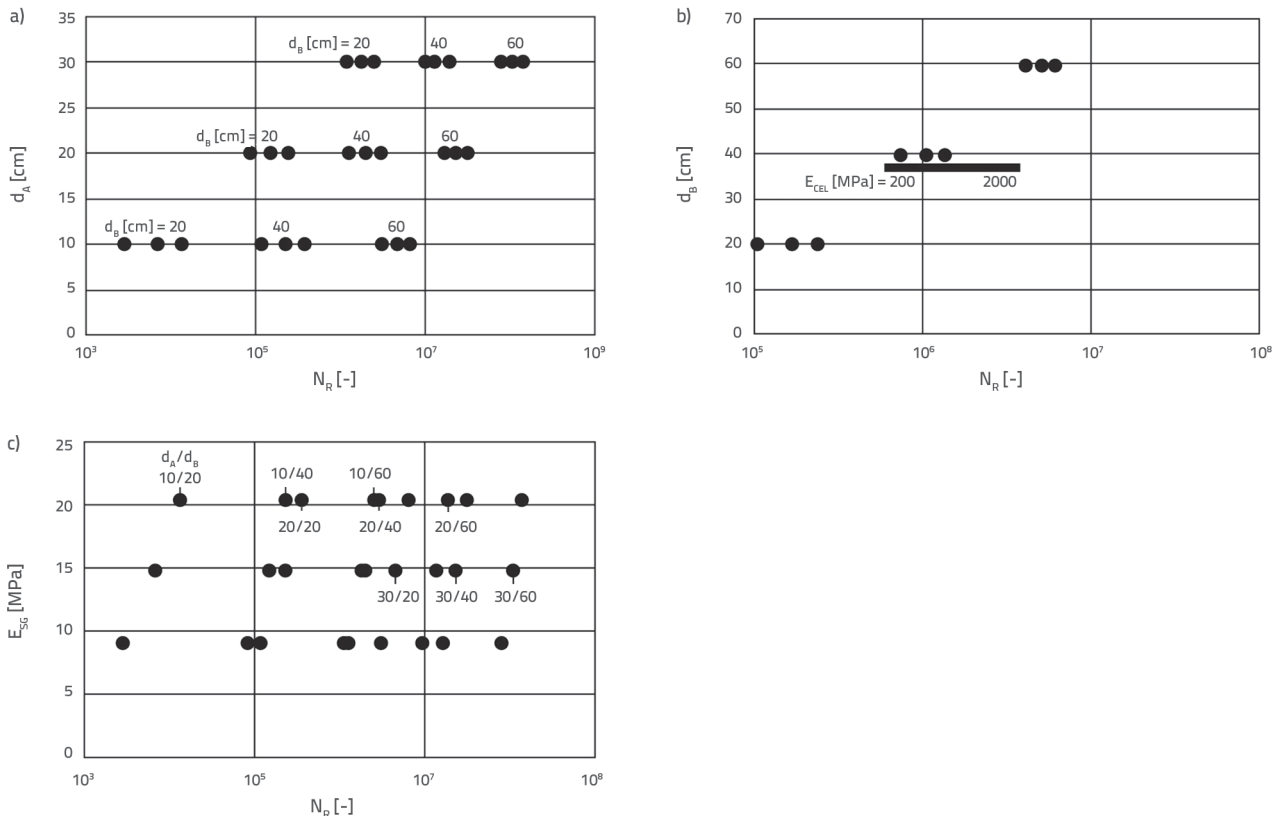 a)
35
30
25
20
15
10
5
0
d_A [cm]
d_B [cm] = 20 40 60
d_B [cm] = 20 40 60
d_B [cm] = 20 40 60
10³ 10⁵ 10⁷ 10⁹
N_R [-]
b)
70
60
50
40
30
20
10
0
d_B [cm]
E_CEL [MPa] = 200 2000
10⁵ 10⁶ 10⁷ 10⁸
N_R [-]
c)
25
20
15
10
5
0
E_SG [MPa]
d_A/d_B
10/20 10/40 10/60
20/20 20/40 20/60
30/20 30/40 30/60
10³ 10⁵ 10⁷ 10⁸
N_R [-]